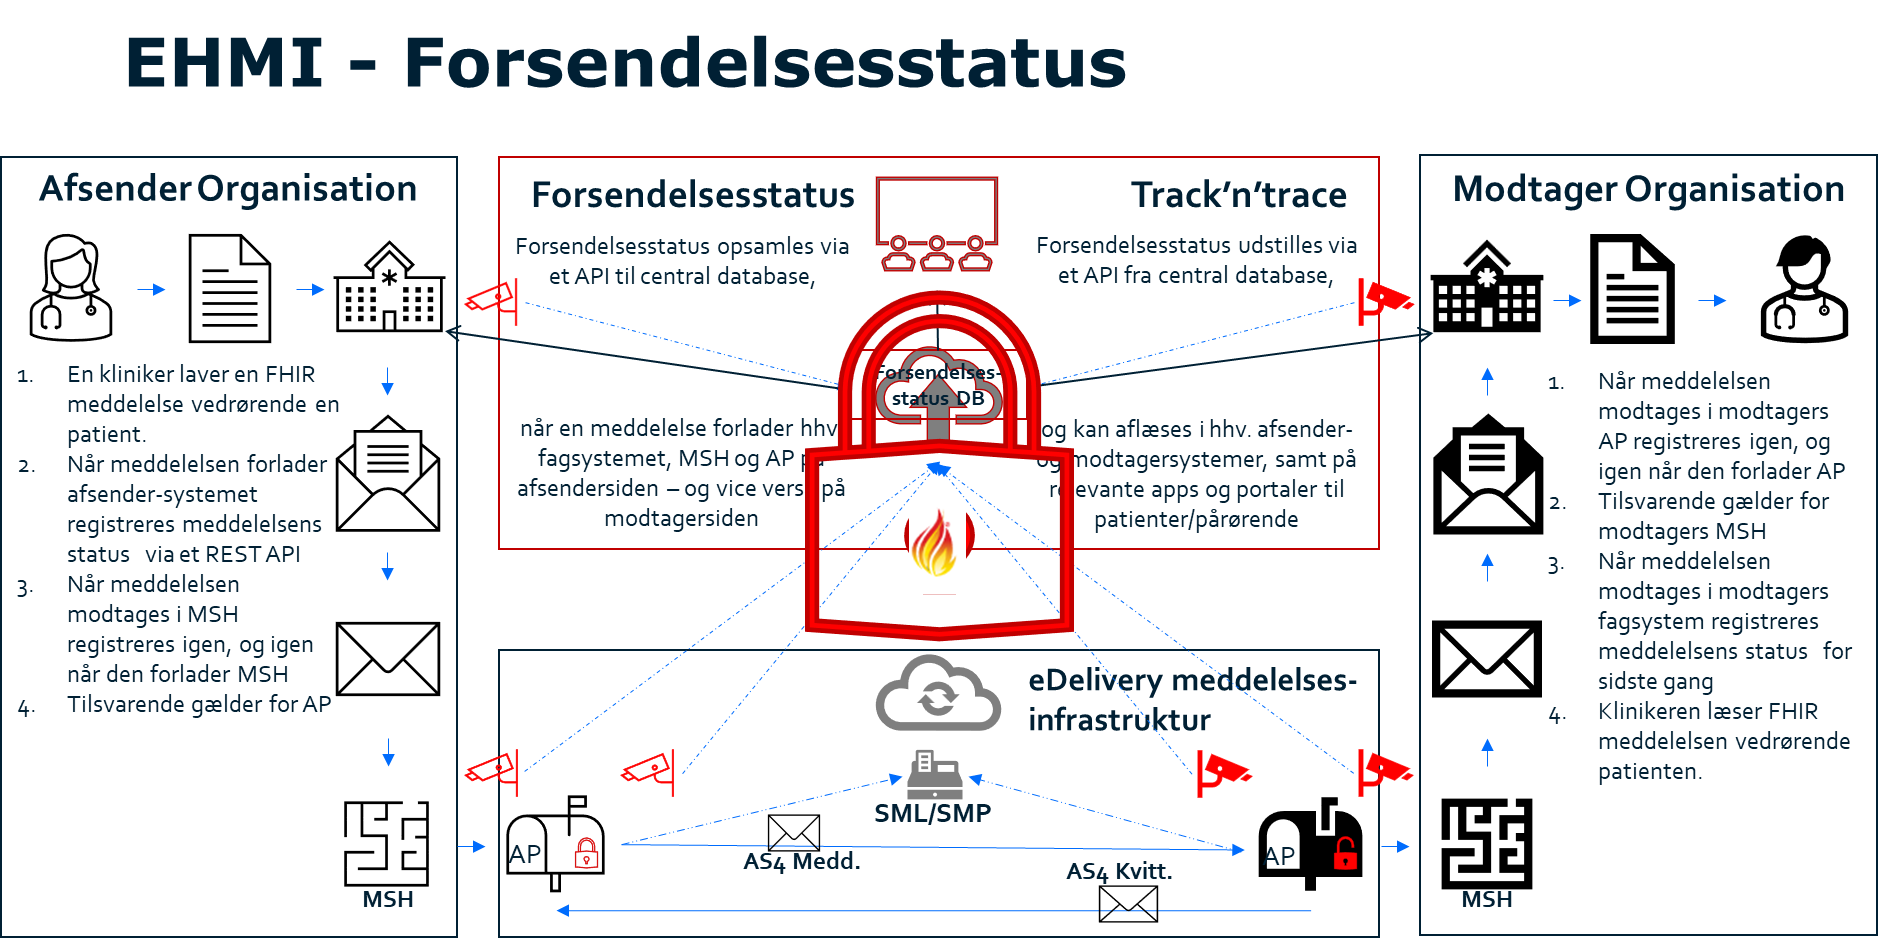 EHMI - Forsendelsesstatus
Afsender Organisation
1. En kliniker laver en FHIR
meddelelse vedrørende en
patient.
2. Når meddelelsen forlader
afsender-systemet
registreres meddelelsens
status via et REST API
3. Når meddelelsen
modtages i MSH
registreres igen, og igen
når den forlader MSH
4. Tilsvarende gælder for AP
MSH
Forsendelsesstatus
Forsendelsesstatus opsamles via
et API til central database,
når en meddelelse forlader hhv
fagsystemet, MSH og AP på
afsendersiden – og vice versa på
modtagersiden
Track’n’trace
Forsendelsesstatus udstilles via
et API fra central database,
og kan aflæses i hhv. afsender-
og modtagersystemer, samt på
relevante apps og portaler til
patienter/pårørende
Forsendelses-
status DB
eDelivery meddelelses-
infrastruktur
SML/SMP
AP
AS4 Medd.
AS4 Kvitt.
AP
Modtager Organisation
1. Når meddelelsen
modtages i modtagers
AP registreres igen, og
igen når den forlader AP
2. Tilsvarende gælder for
modtagers MSH
3. Når meddelelsen
modtages i modtagers
fagsystem registreres
meddelelsens status for
sidste gang
4. Klinikeren læser FHIR
meddelelsen vedrørende
patienten.
MSH